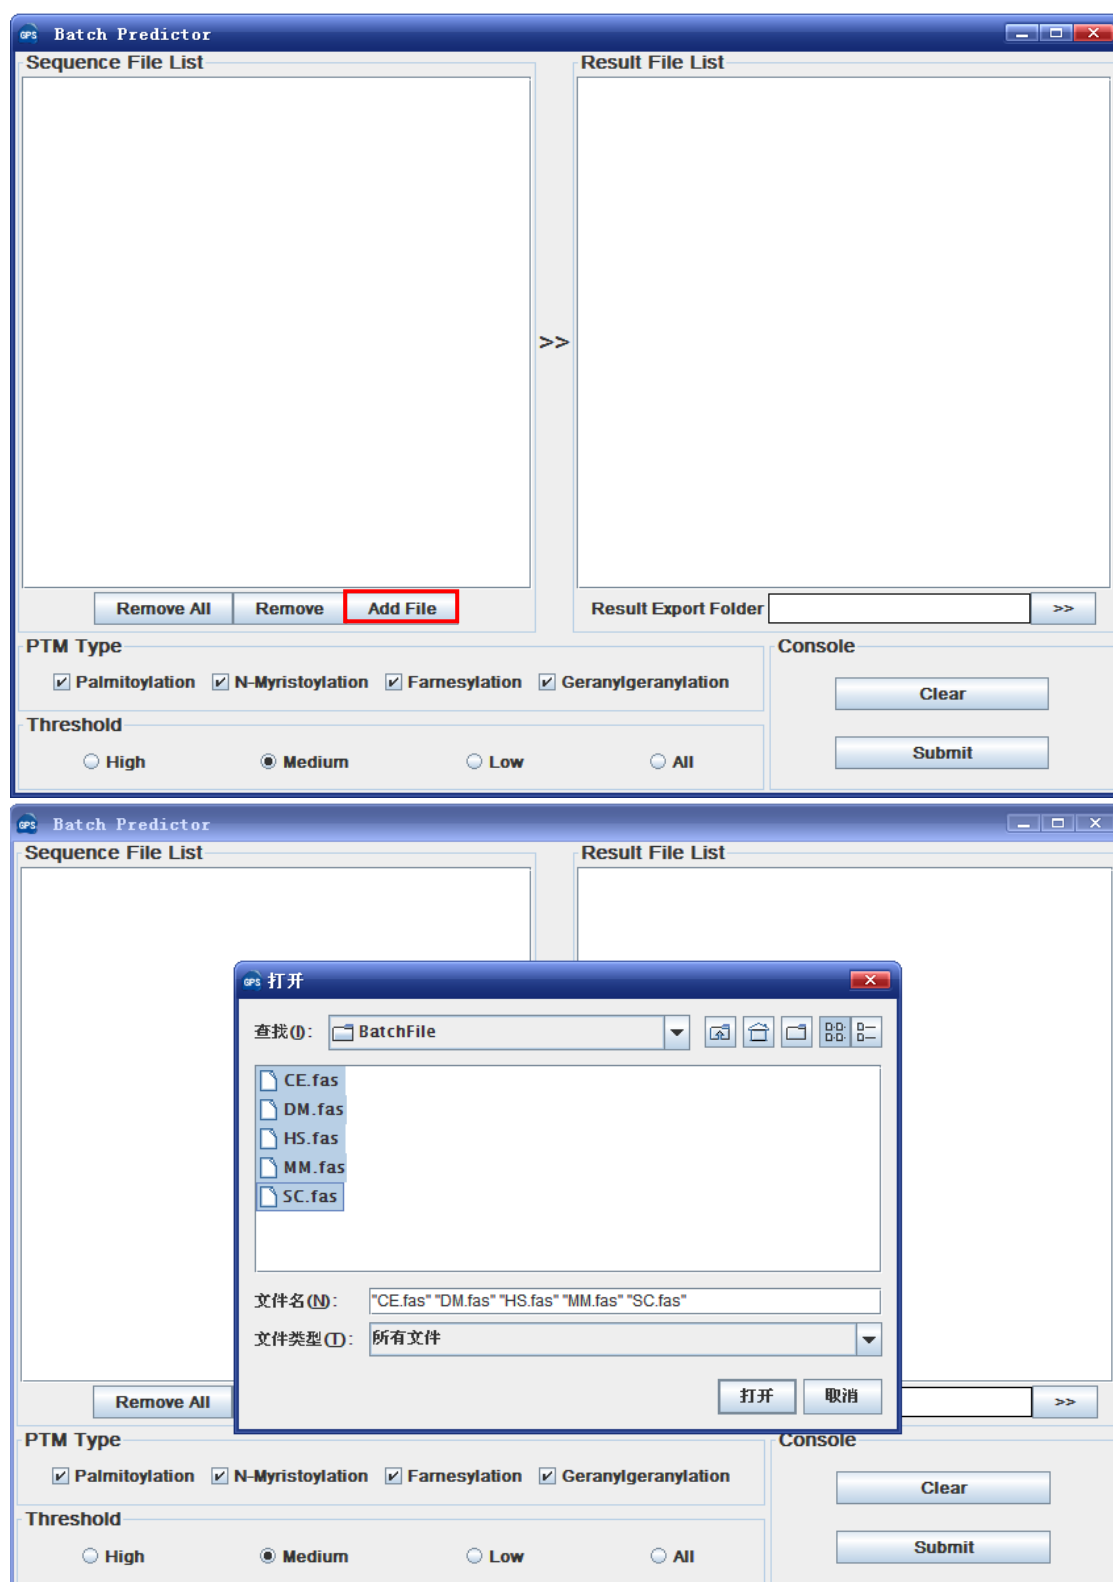 GPS Batch Predictor
Sequence File List
Result File List
>>
Remove All Remove Add File
Result Export Folder >>
PTM Type
Palmitoylation N-Myristoylation Farnesylation Geranylgeranylation
Threshold
High Medium Low All
Console
Clear
Submit
GPS Batch Predictor
Sequence File List
Result File List
GPS 打开
查找(I): BatchFile
CE.fas
DM.fas
HS.fas
MM.fas
SC.fas
文件名(N): "CE.fas" "DM.fas" "HS.fas" "MM.fas" "SC.fas"
文件类型(T): 所有文件
打开 取消
Remove All
>>
PTM Type
Palmitoylation N-Myristoylation Farnesylation Geranylgeranylation
Threshold
High Medium Low All
Console
Clear
Submit